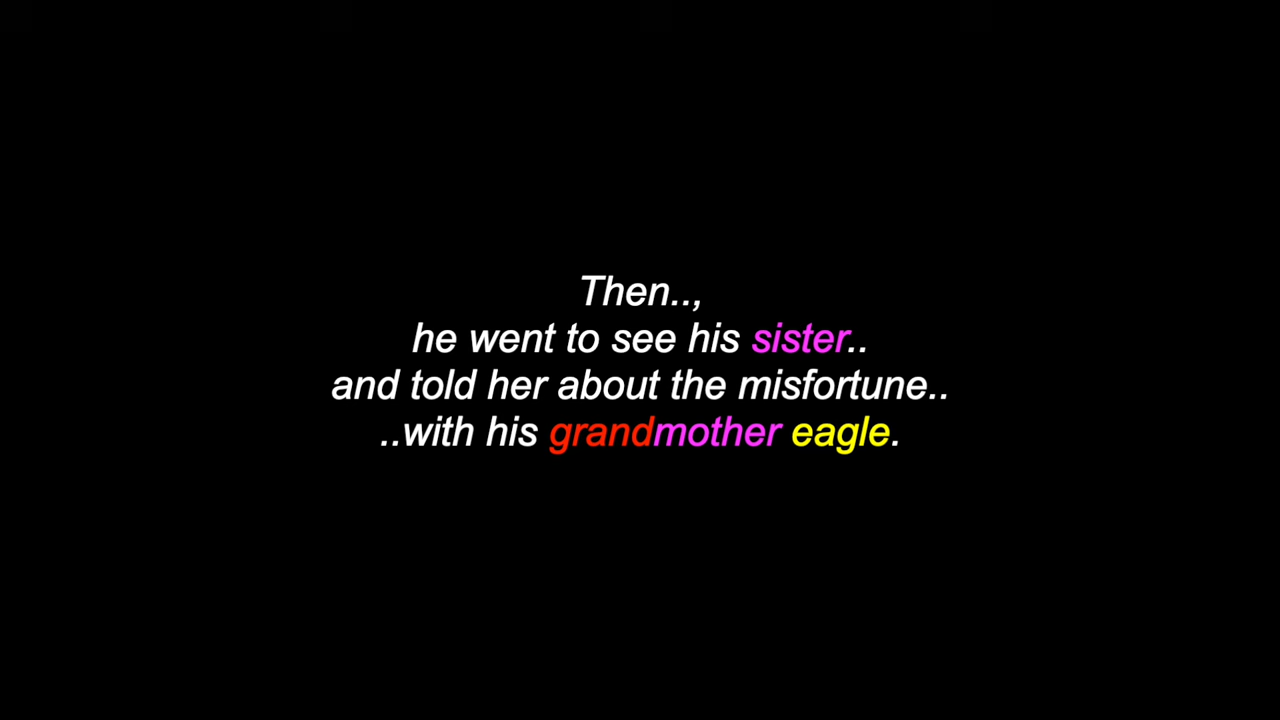 Then..,
he went to see his sister..
and told her about the misfortune..
..with his grandmother eagle.